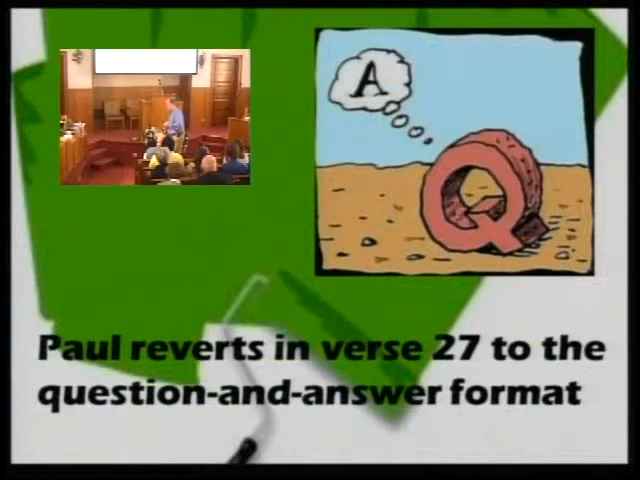 A
Q
Paul reverts in verse 27 to the
question-and-answer format